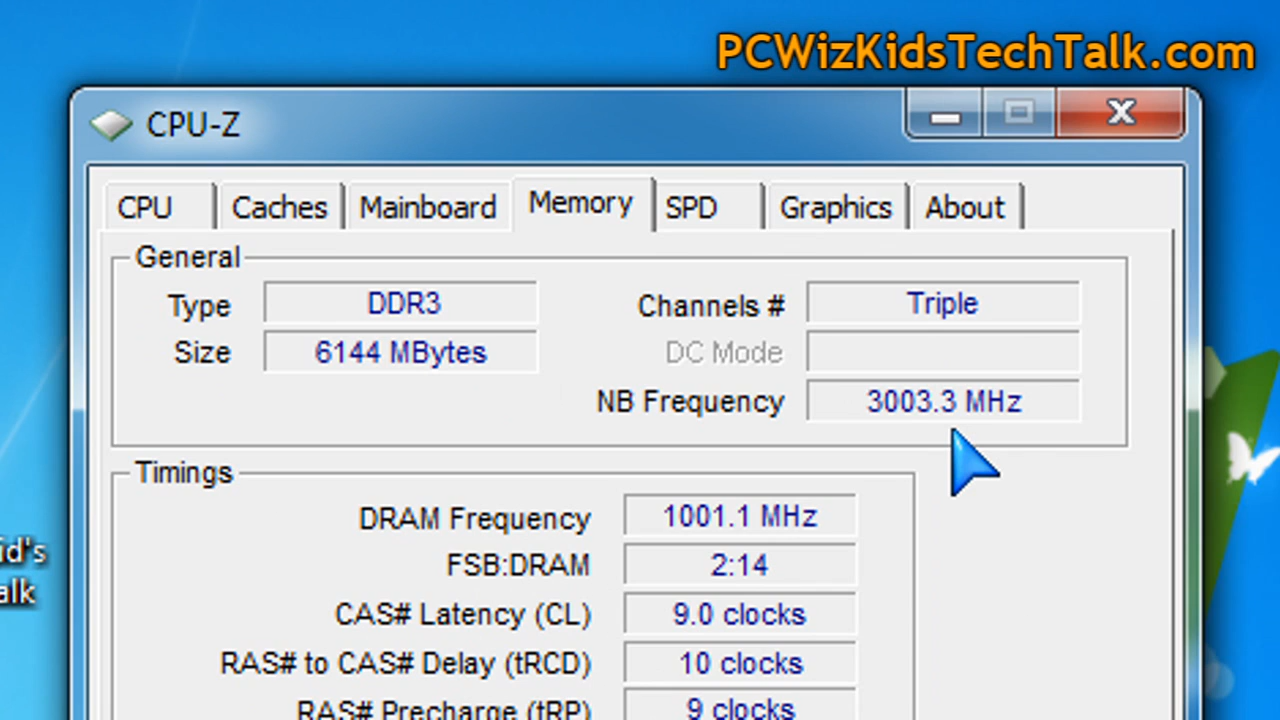 PCWizKidsTechTalk.com
CPU-Z
CPU Caches Mainboard Memory SPD Graphics About
General
Type DDR3 Channels # Triple
Size 6144 MBytes DC Mode
NB Frequency 3003.3 MHz
Timings
DRAM Frequency 1001.1 MHz
id's
FSB:DRAM 2:14
alk
CAS# Latency (CL) 9.0 clocks
RAS# to CAS# Delay (tRCD) 10 clocks
RAS# Precharge (tRP) 9 clocks